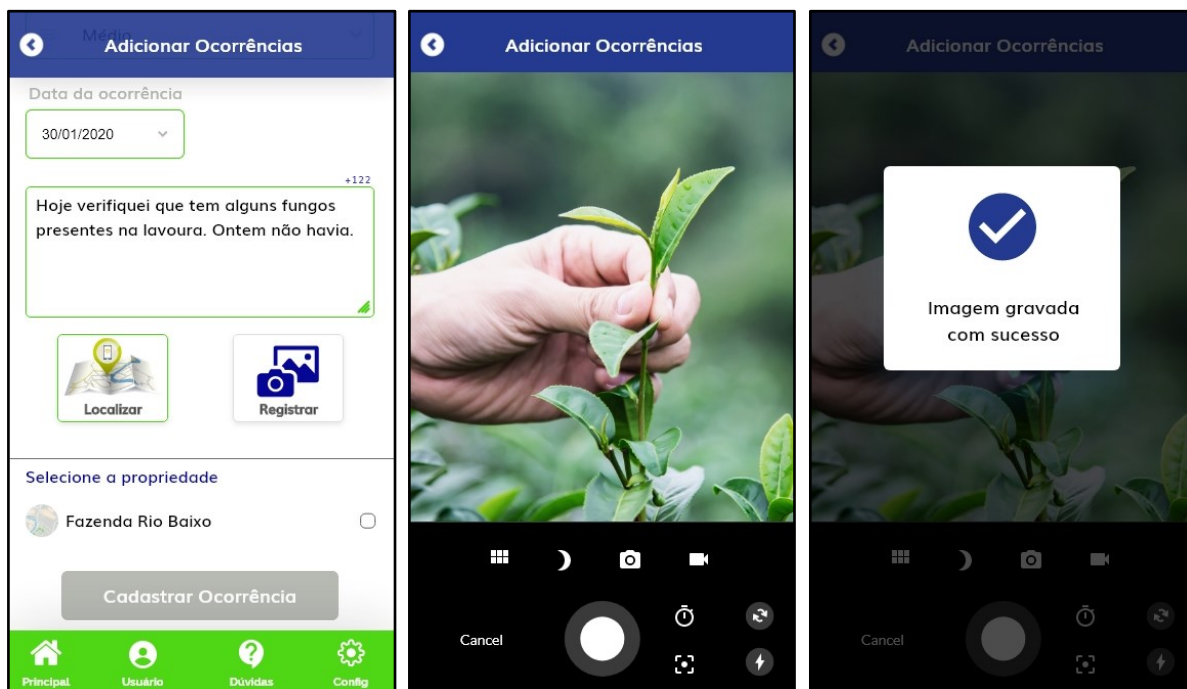 Médio
Adicionar Ocorrências
Data da ocorrência
30/01/2020
+122
Hoje verifiquei que tem alguns fungos
presentes na lavoura. Ontem não havia.
Localizar
Registrar
Selecione a propriedade
Fazenda Rio Baixo
Cadastrar Ocorrência
Principal
Usuário
Dúvidas
Config
Adicionar Ocorrências
Cancel
Adicionar Ocorrências
Imagem gravada
com sucesso
Cancel